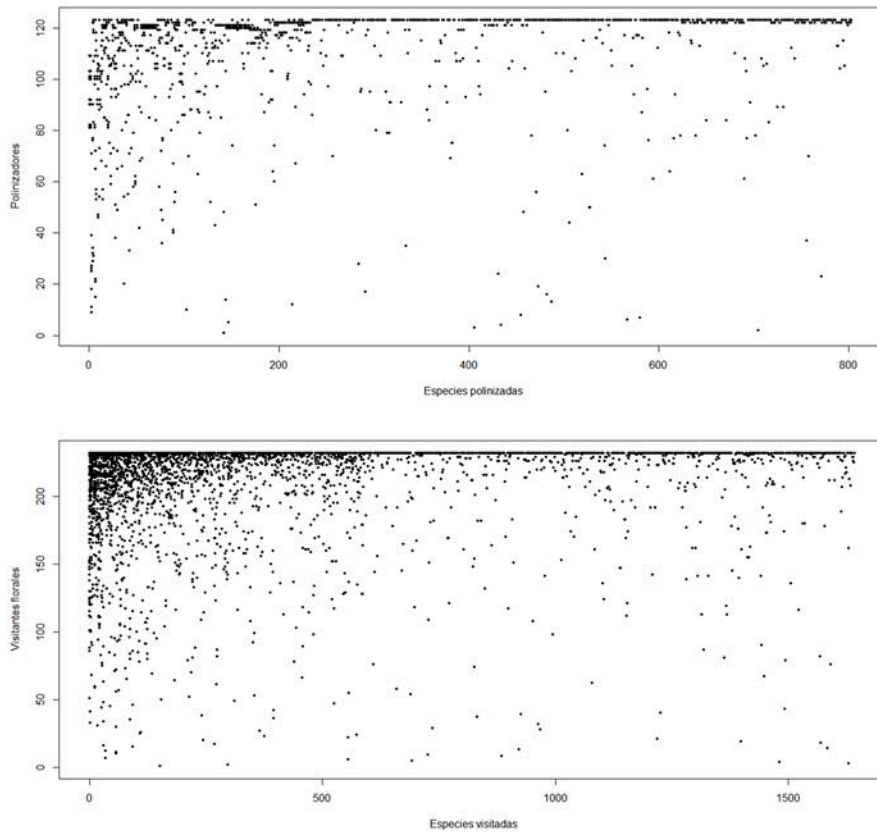 120
100
80
60
40
20
0
Polinizadores
0 200 400 600 800
Especies polinizadas
200
150
100
50
0
Visitantes florales
0 500 1000 1500
Especies visitadas